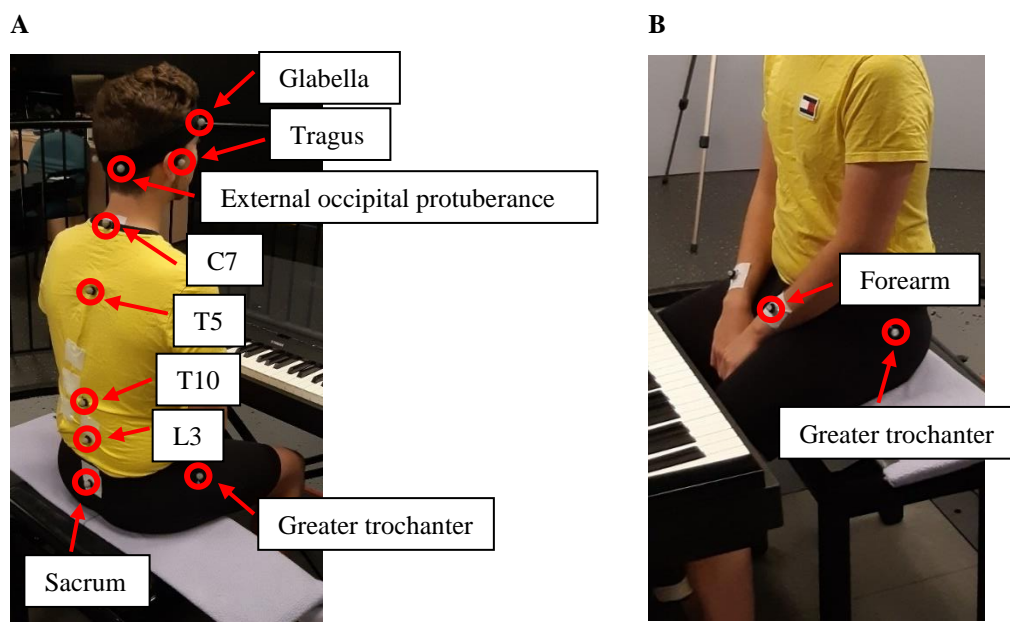 A
B
Glabella
Tragus
External occipital protuberance
C7
T5
T10
L3
Greater trochanter
Sacrum
Forearm
Greater trochanter